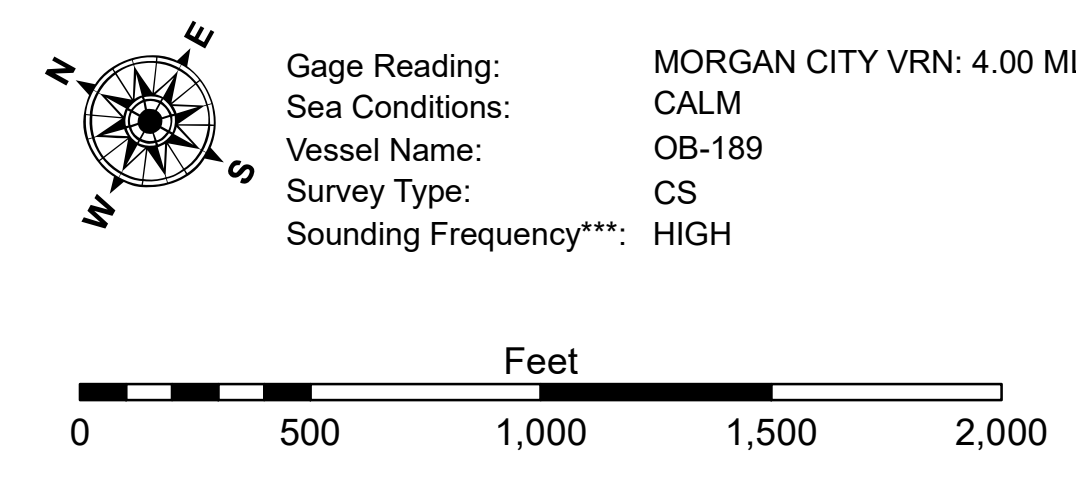 N
E
S
W
Gage Reading: MORGAN CITY VRN: 4.00 ML
Sea Conditions: CALM
Vessel Name: OB-189
Survey Type: CS
Sounding Frequency***: HIGH
Feet
0 500 1,000 1,500 2,000